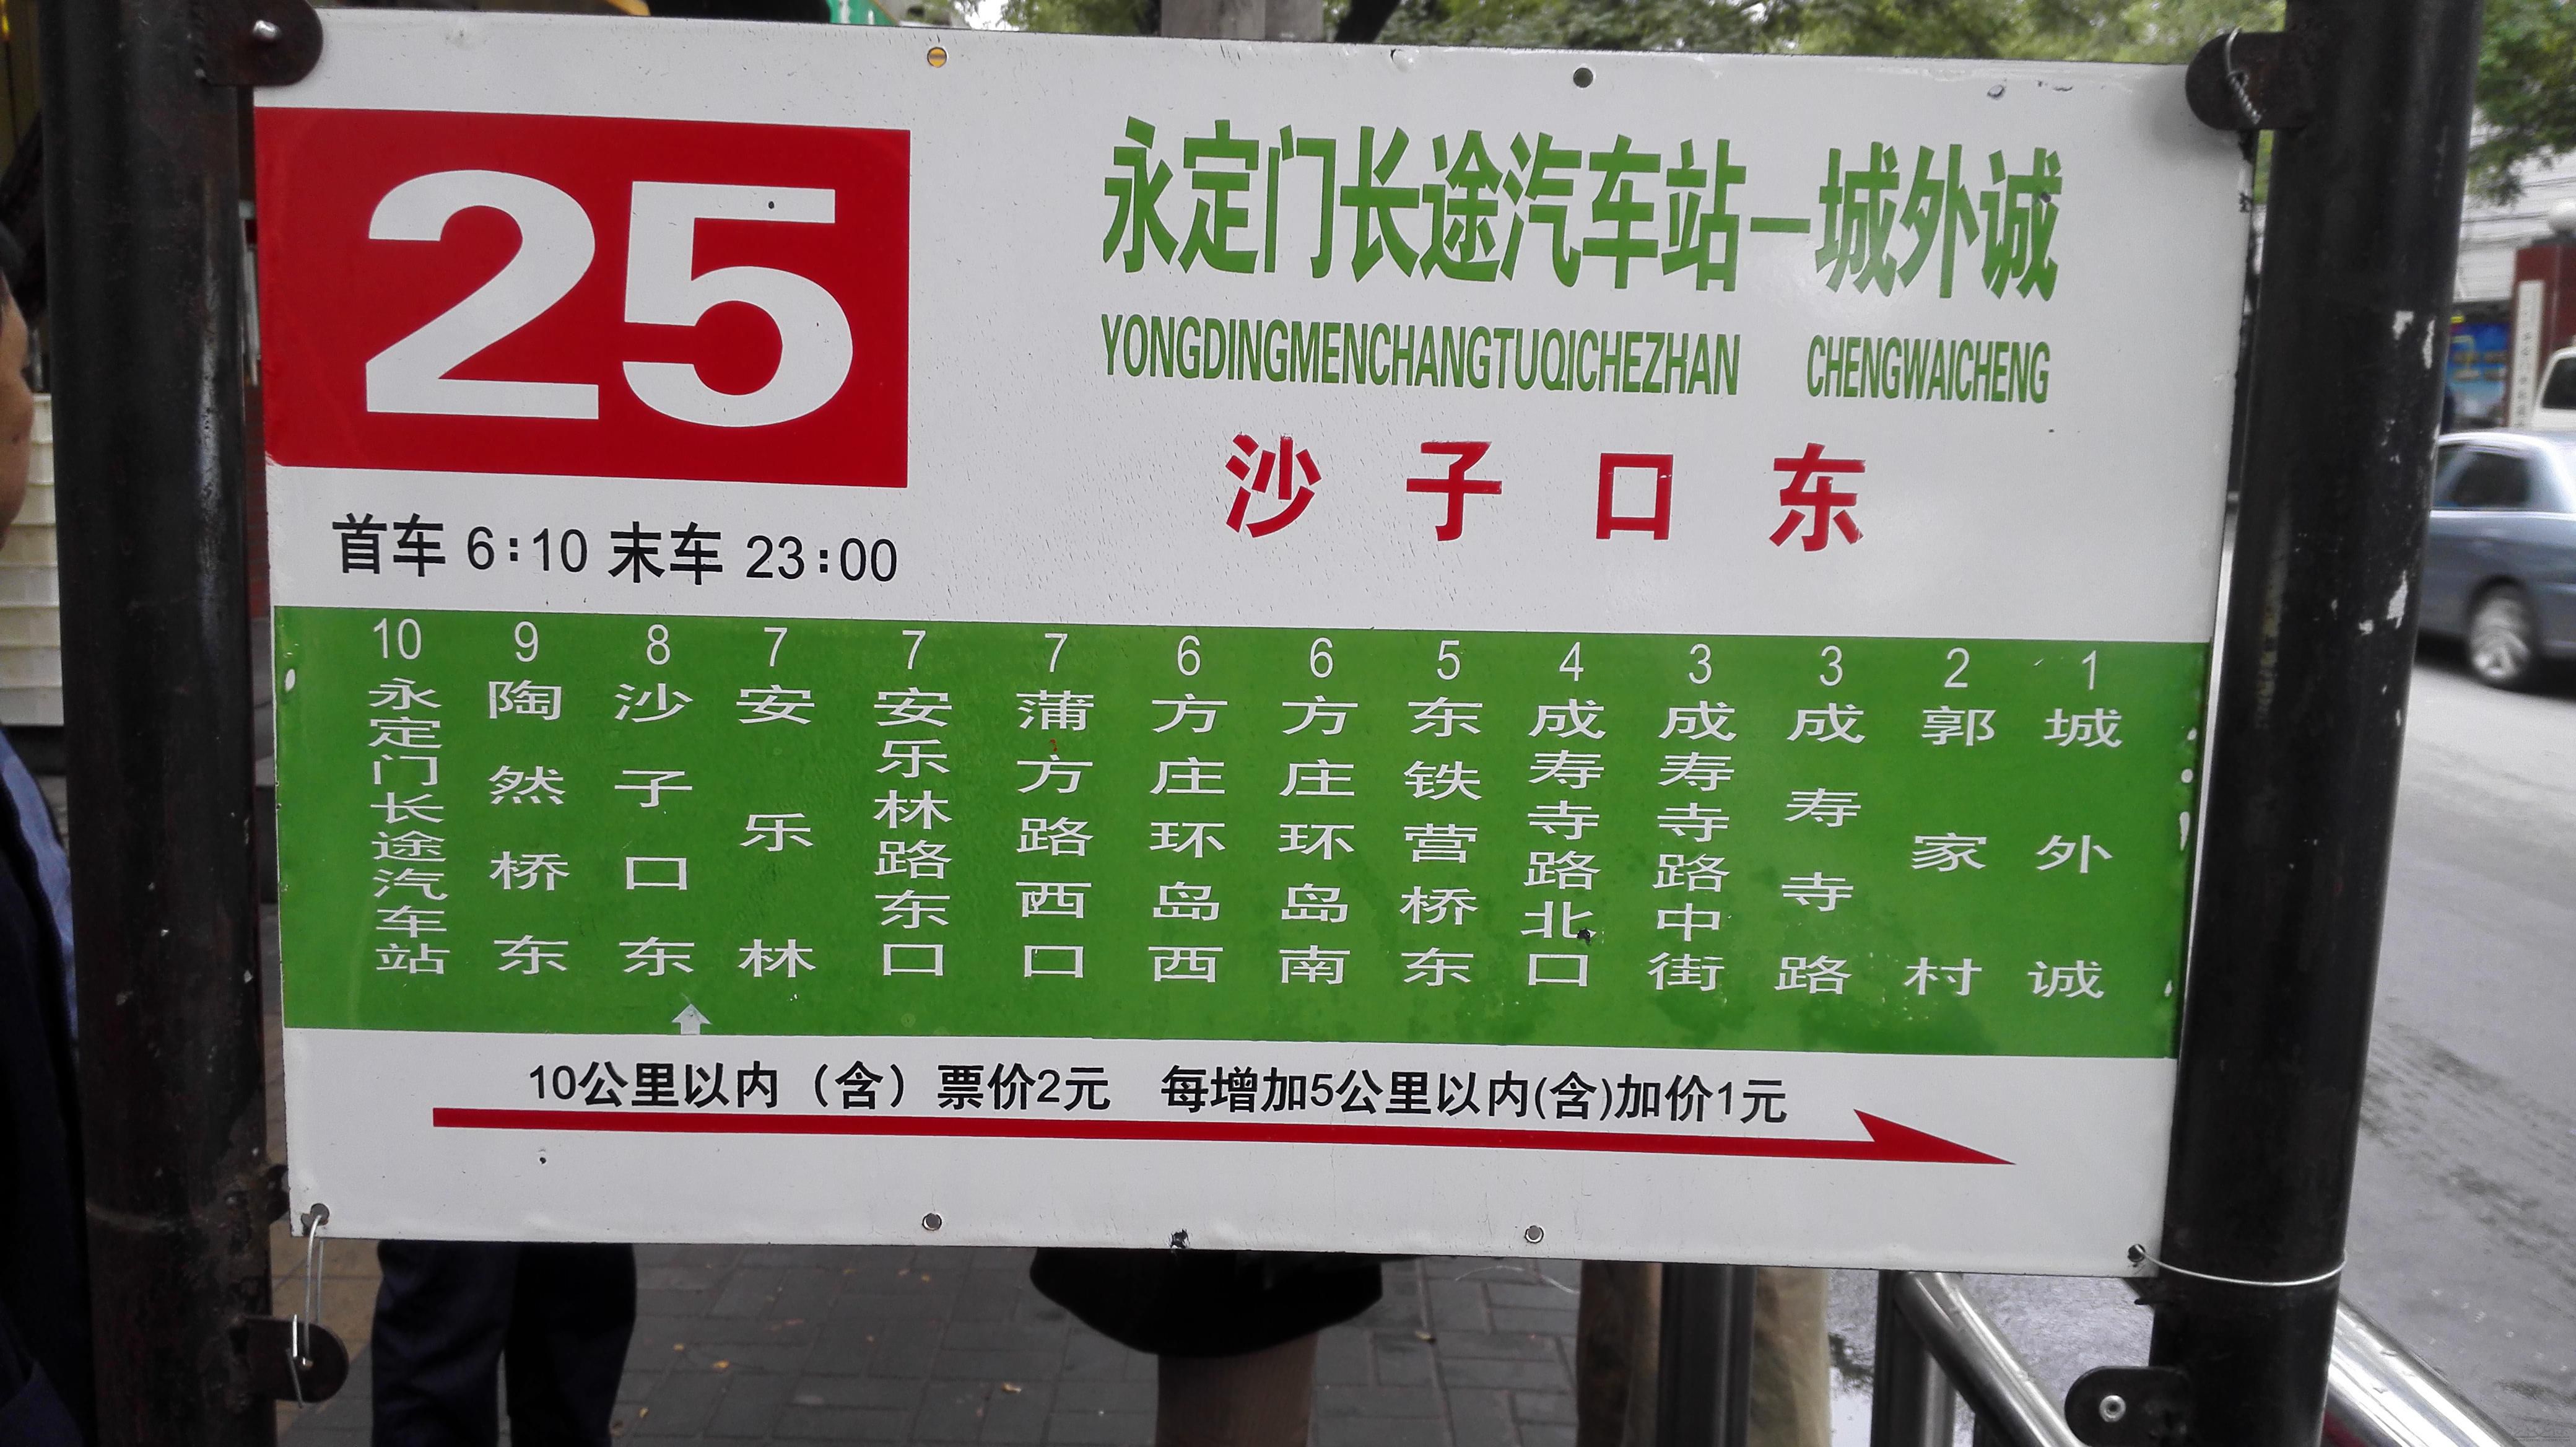 25
永定门长途汽车站—城外诚
YONGDINGMENCHANGTUQICHEZHAN CHENGWAICHENG
沙子口东
首车 6:10 末车 23:00
10 永定门长途汽车站
9 陶然桥东
8 沙子口东
7 安乐林
7 安乐林路东口
7 蒲方路西口
6 方庄环岛西
6 方庄环岛南
5 东铁营桥东
4 成寿寺路北口
3 成寿寺路中街
3 成寿寺路
2 郭家村
1 城外诚
10公里以内（含）票价2元 每增加5公里以内(含)加价1元